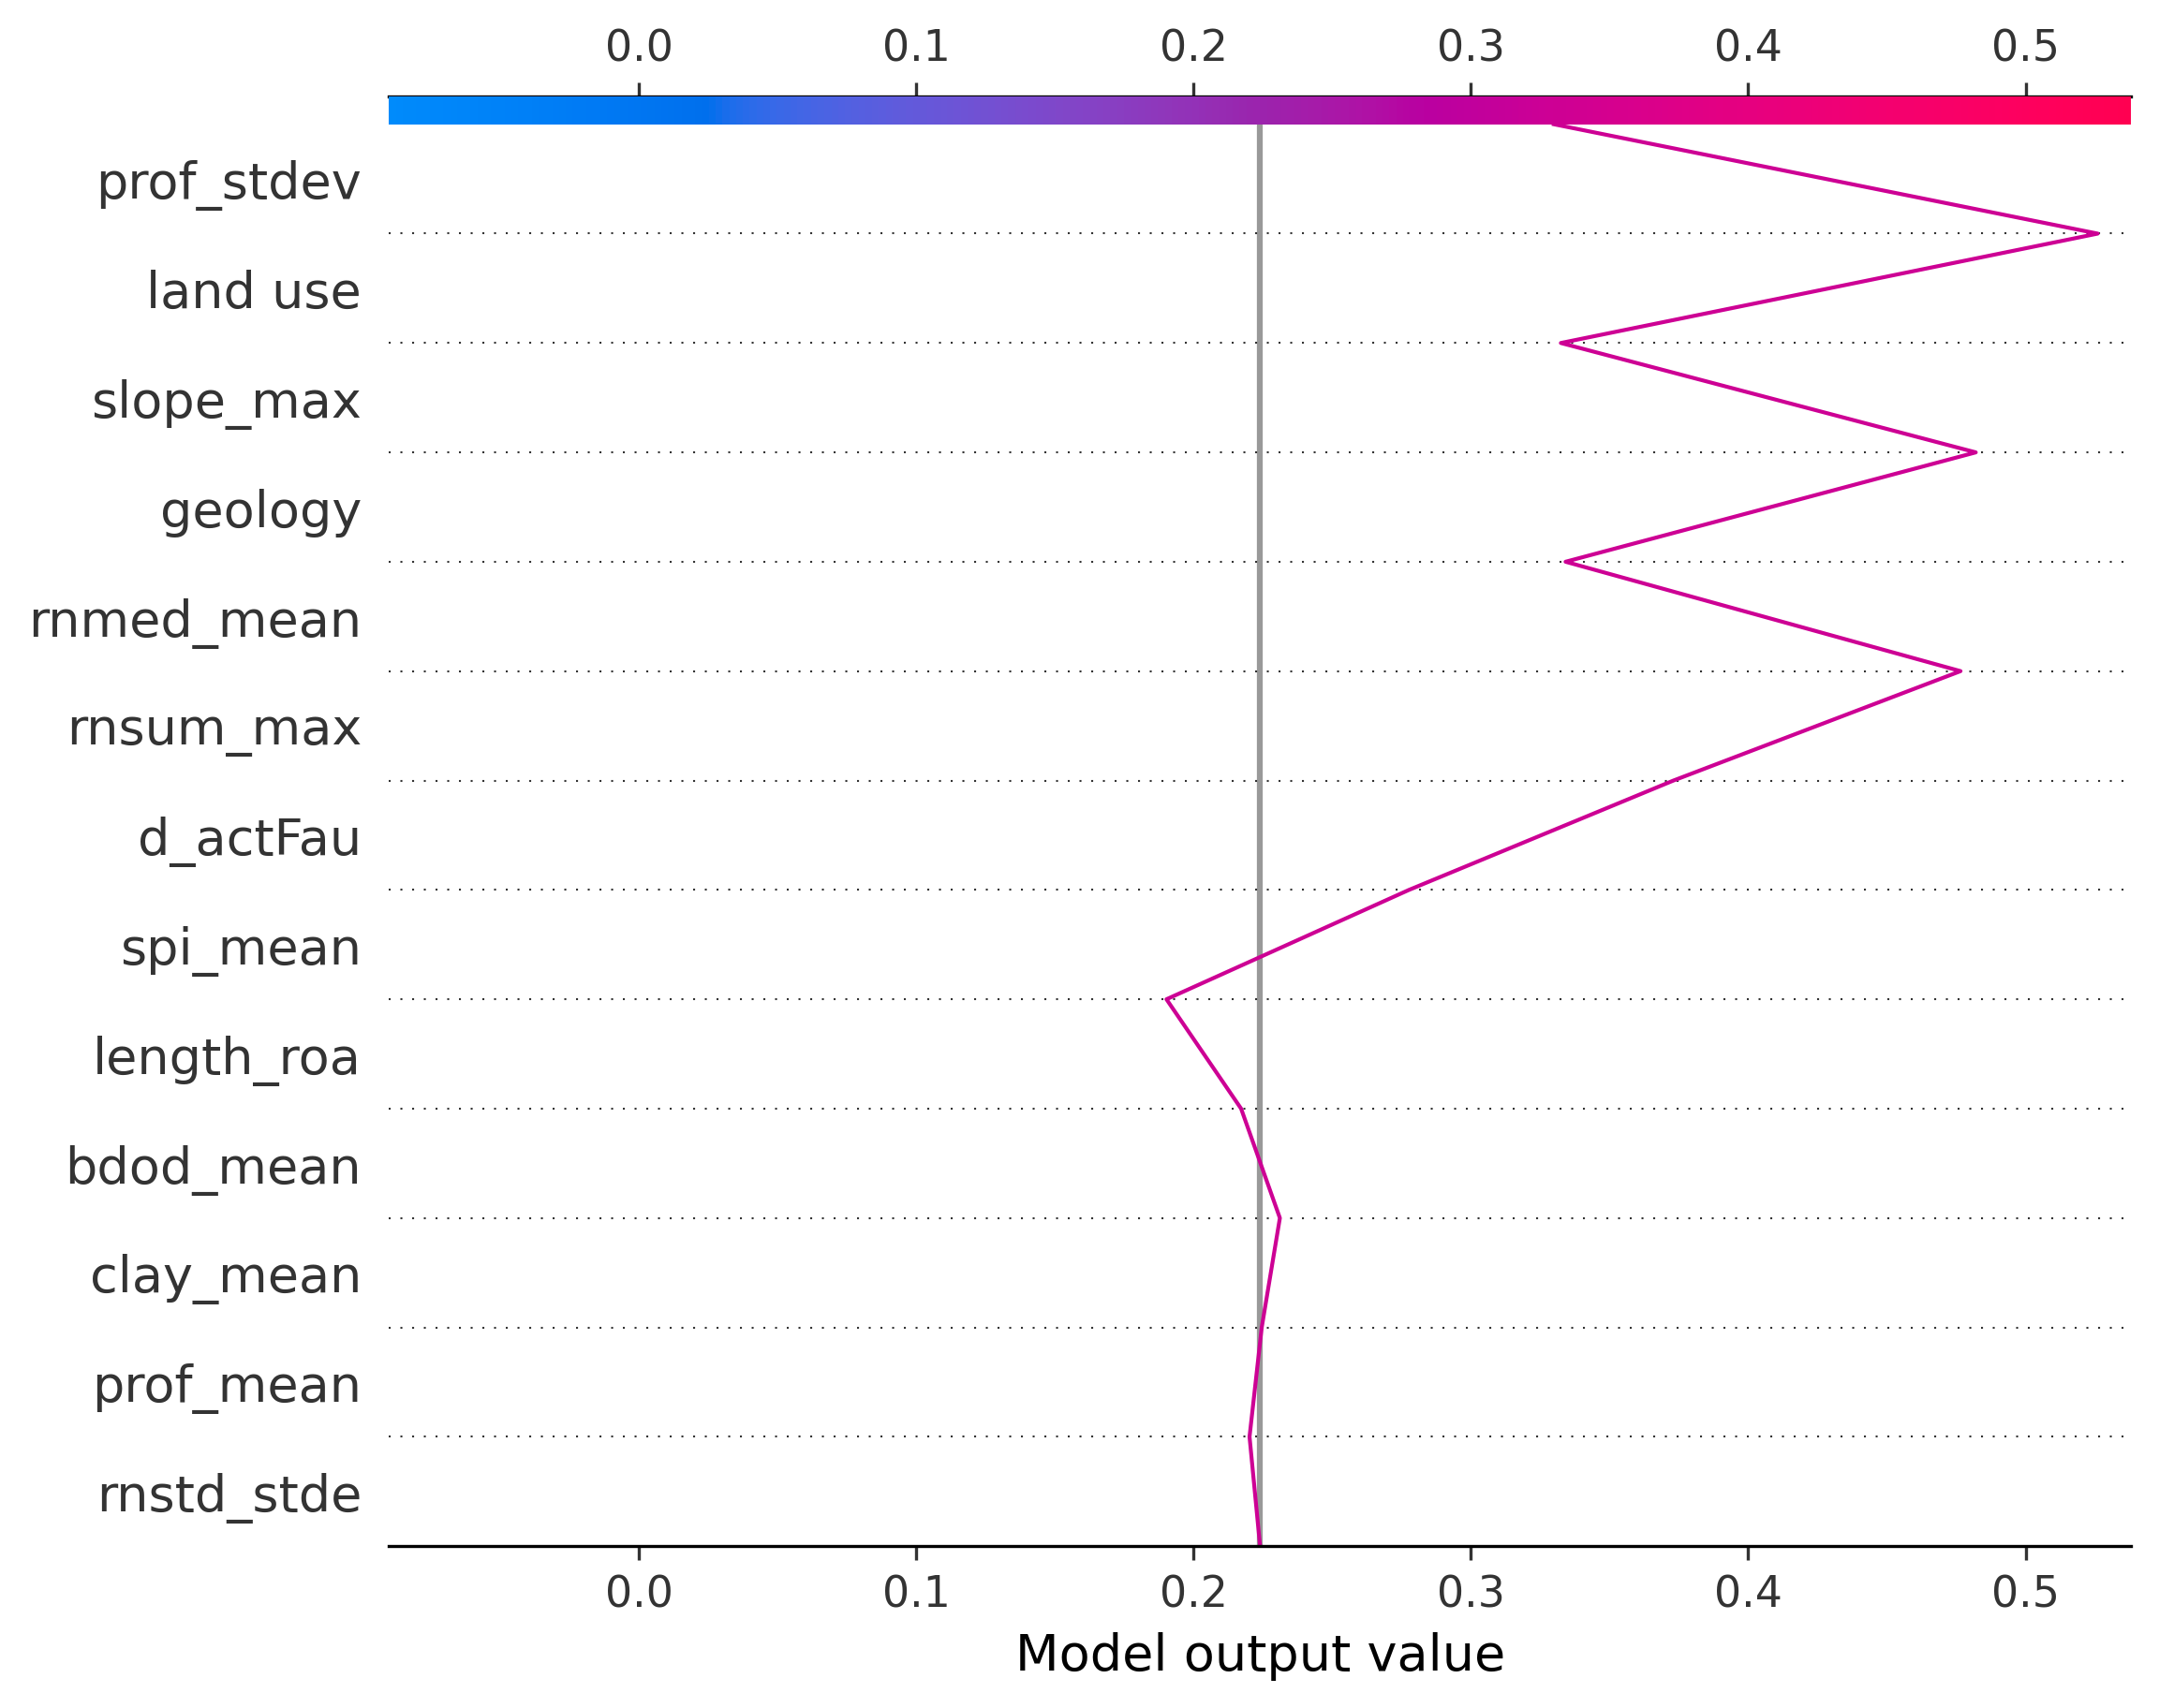 0.0 0.1 0.2 0.3 0.4 0.5
prof_stdev
land use
slope_max
geology
rnmed_mean
rnsum_max
d_actFau
spi_mean
length_roa
bdod_mean
clay_mean
prof_mean
rnstd_stde
0.0 0.1 0.2 0.3 0.4 0.5
Model output value